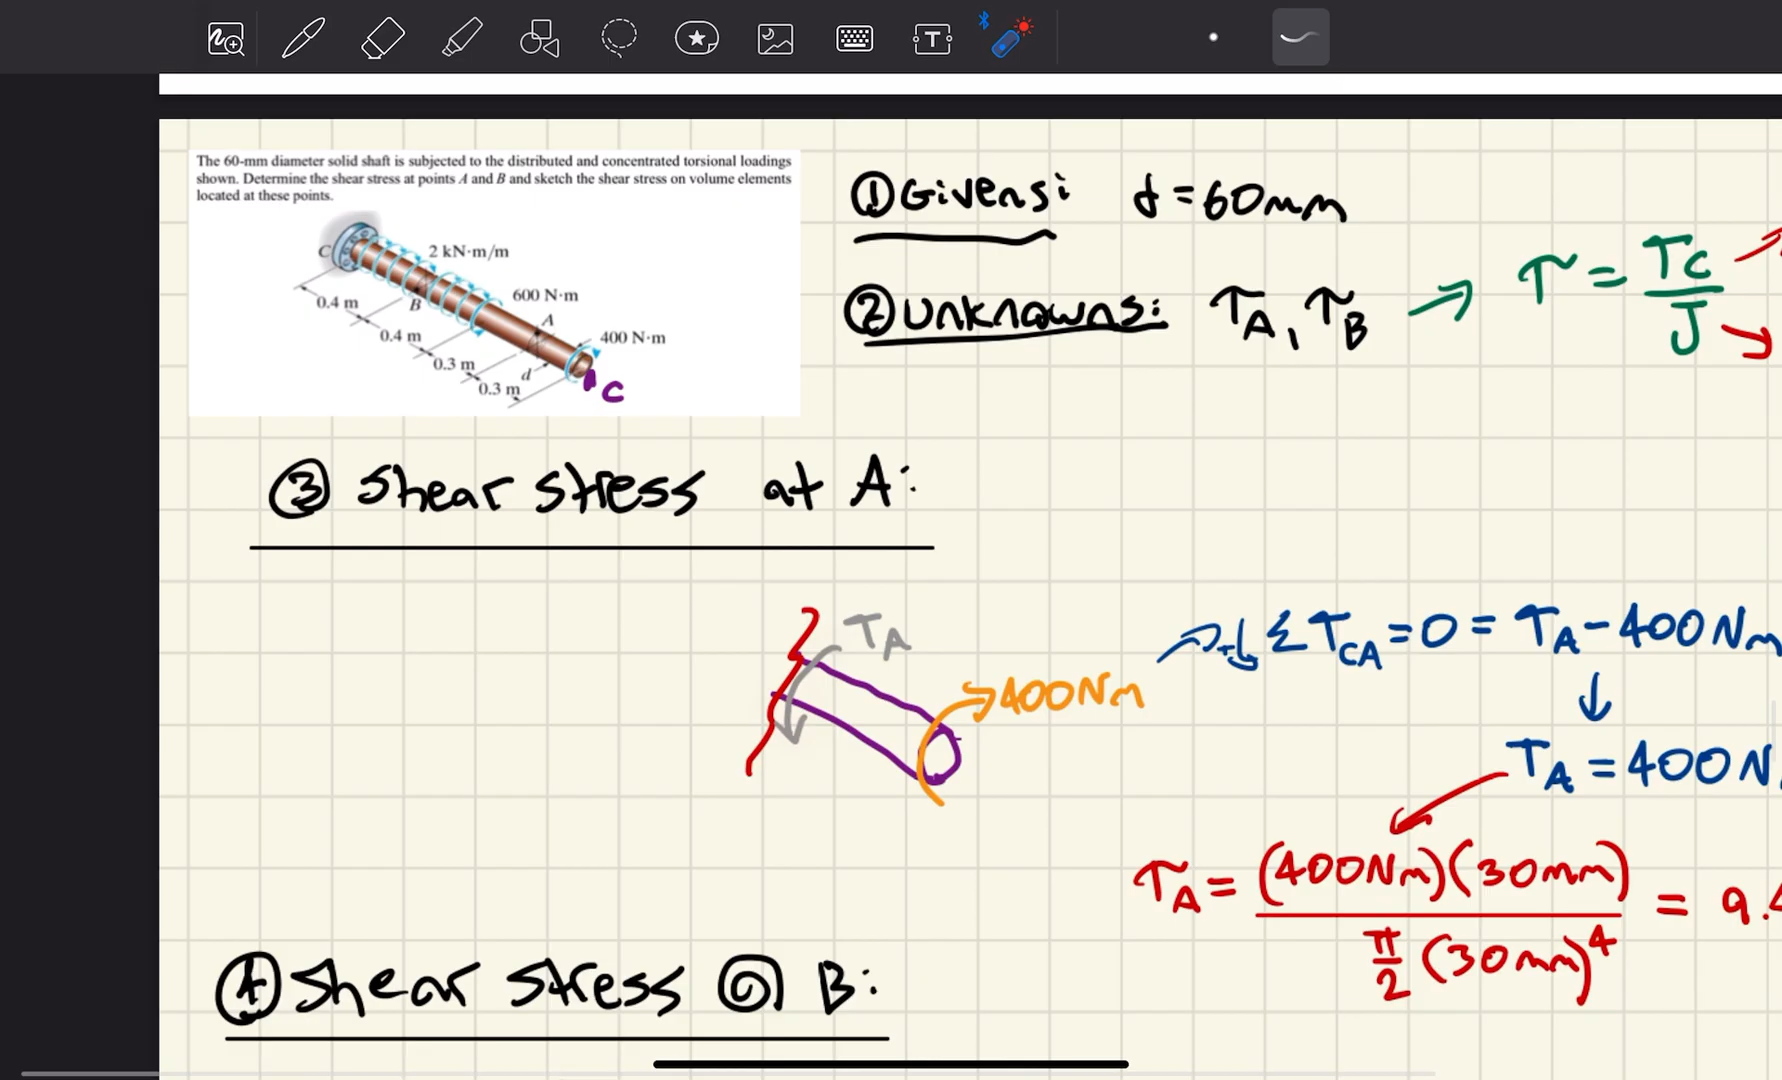 The 60-mm diameter solid shaft is subjected to the distributed and concentrated torsional loadings
shown. Determine the shear stress at points A and B and sketch the shear stress on volume elements
located at these points.
C
2 kN·m/m
600 N·m
B
A
400 N·m
0.4 m
0.4 m
0.3 m
d
0.3 m
C
① Givens: d = 60mm
② Unknowns: τA, τB → τ = Tc/J
③ Shear stress at A:
TA
400Nm
+ΣTCA = 0 = TA - 400Nm
↓
TA = 400N
τA = (400Nm)(30mm) / π/2 (30mm)^4 = 9.4
④ Shear stress @ B:
T